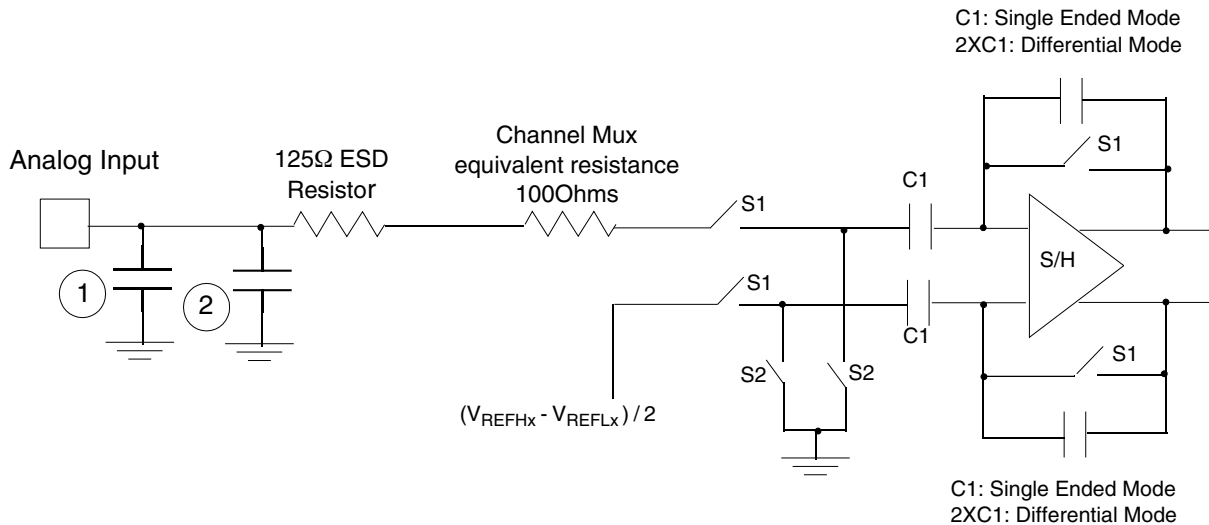 C1: Single Ended Mode
2XC1: Differential Mode
Analog Input
125Ω ESD
Resistor
Channel Mux
equivalent resistance
100Ohms
S1
C1
S1
S/H
1
2
S1
C1
S1
S2
S2
(VREFHx - VREFLx) / 2
C1: Single Ended Mode
2XC1: Differential Mode